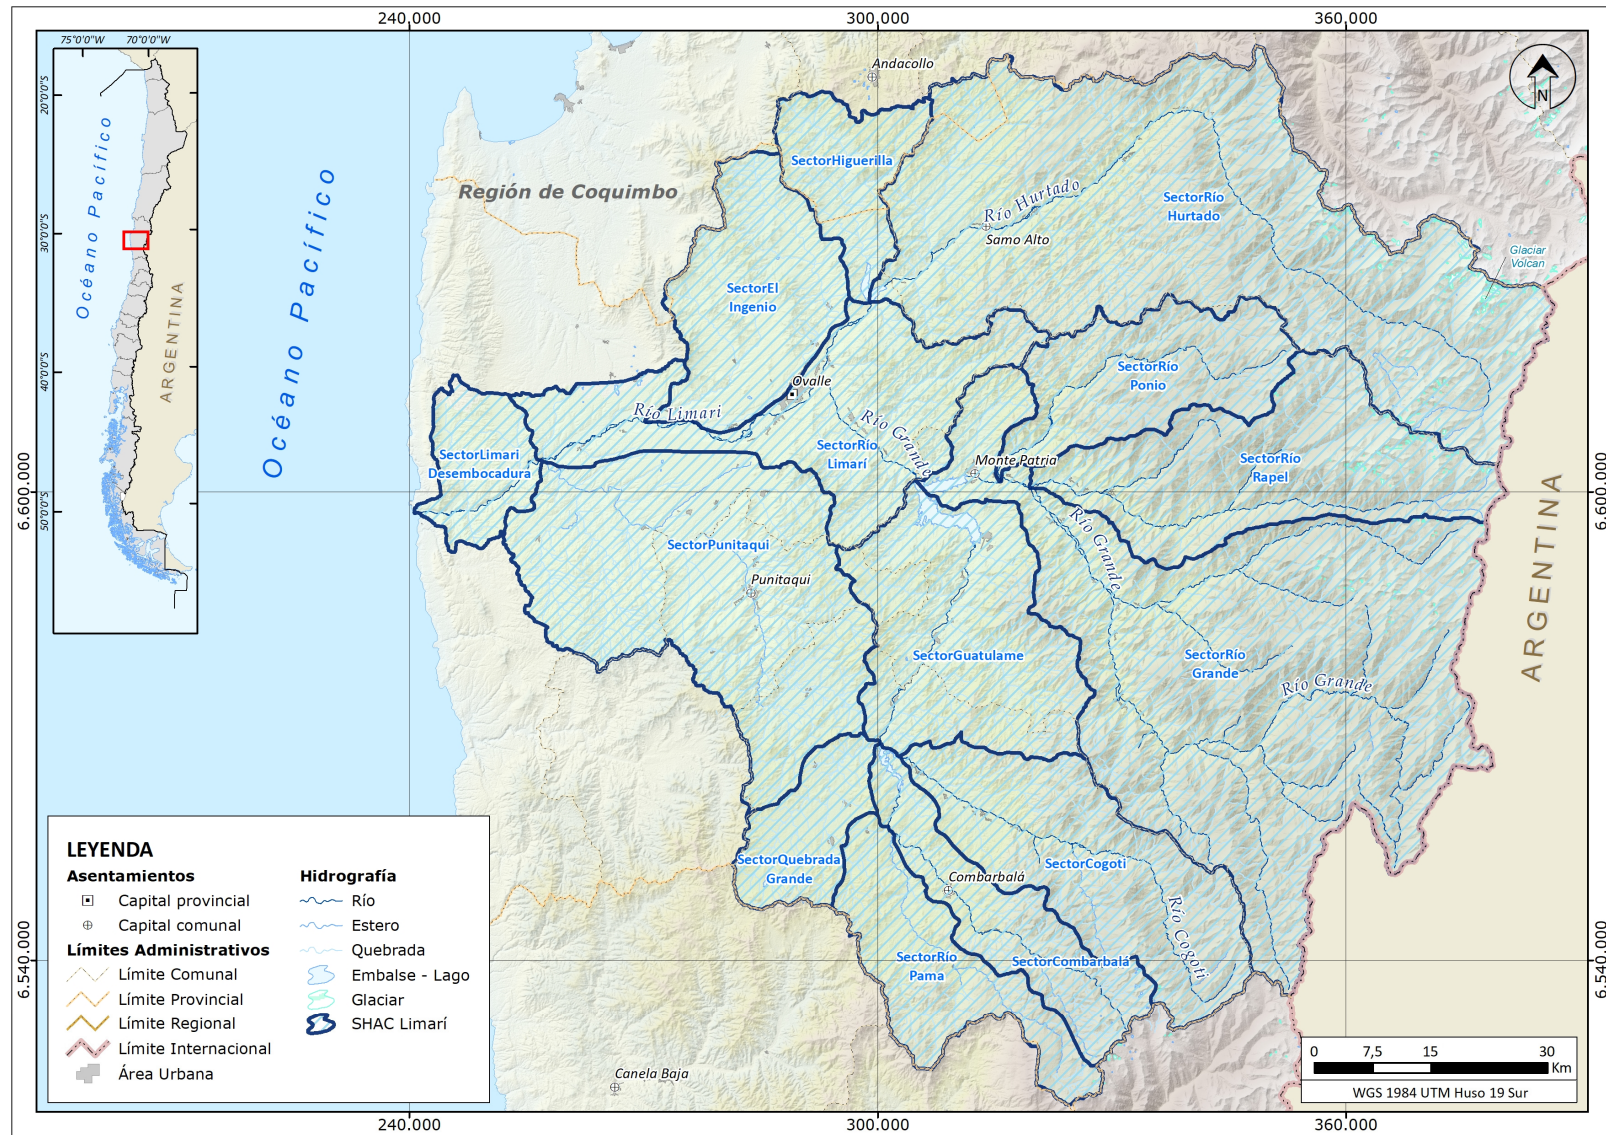 240.000
300.000
360.000
75°0'0"W
70°0'0"W
20°0'0"S
30°0'0"S
40°0'0"S
50°0'0"S
Océano Pacífico
ARGENTINA
Océano Pacífico
Región de Coquimbo
Andacollo
N
SectorHiguerilla
Río Hurtado
SectorRío
Hurtado
Samo Alto
Glaciar
Volcan
SectorEl
Ingenio
SectorRío
Ponio
Ovalle
Río Limari
Río Grande
SectorRío
Limarí
SectorLimari
Desembocadura
Monte Patria
SectorRío
Rapel
6.600.000
6.600.000
ARGENTINA
Río Grande
SectorPunitaqui
Punitaqui
SectorGuatulame
SectorRío
Grande
Río Grande
SectorQuebrada
Grande
Combarbalá
SectorCogoti
Río Cogoti
SectorRío
Pama
SectorCombarbalá
6.540.000
6.540.000
Canela Baja
LEYENDA
Asentamientos
Capital provincial
Capital comunal
Límites Administrativos
Límite Comunal
Límite Provincial
Límite Regional
Límite Internacional
Área Urbana
Hidrografía
Río
Estero
Quebrada
Embalse - Lago
Glaciar
SHAC Limarí
0
7,5
15
30
Km
WGS 1984 UTM Huso 19 Sur
240.000
300.000
360.000